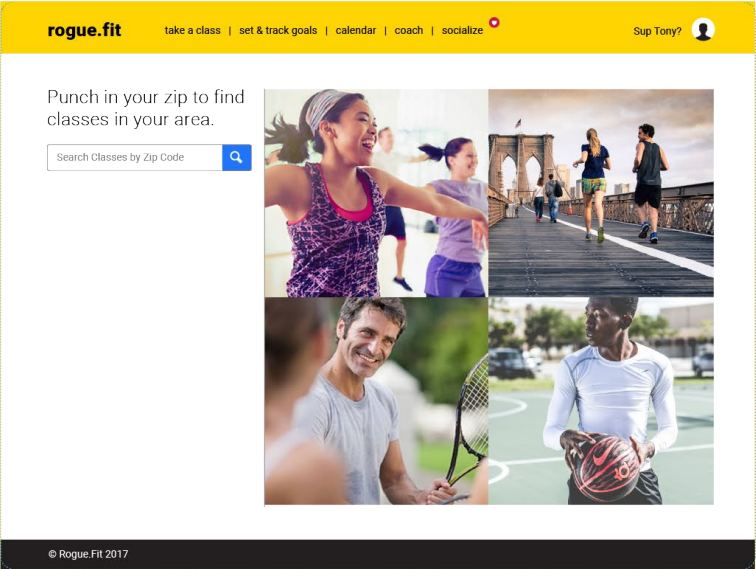 rogue.fit
take a class | set & track goals | calendar | coach | socialize
Sup Tony?
Punch in your zip to find
classes in your area.
Search Classes by Zip Code
© Rogue.Fit 2017